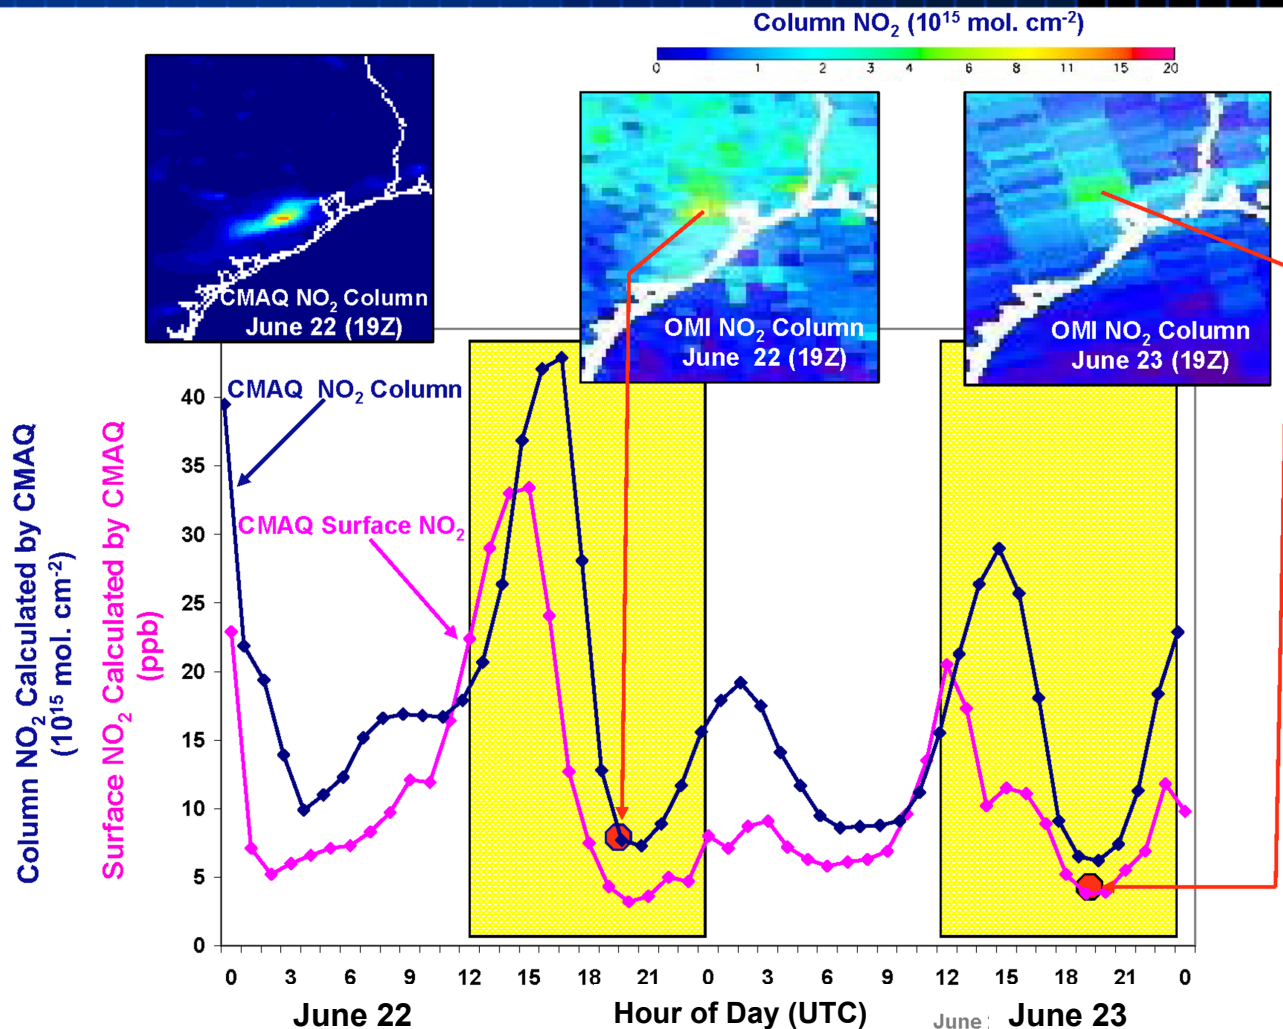 Column NO₂ (10¹⁵ mol. cm⁻²)
0 1 2 3 4 6 8 11 15 20
CMAQ NO₂ Column
June 22 (19Z)
OMI NO₂ Column
June 22 (19Z)
OMI NO₂ Column
June 23 (19Z)
CMAQ NO₂ Column
CMAQ Surface NO₂
Column NO₂ Calculated by CMAQ
(10¹⁵ mol. cm⁻²)
Surface NO₂ Calculated by CMAQ
(ppb)
40
35
30
25
20
15
10
5
0
0 3 6 9 12 15 18 21 0 3 6 9 12 15 18 21 0
June 22 Hour of Day (UTC) June June 23